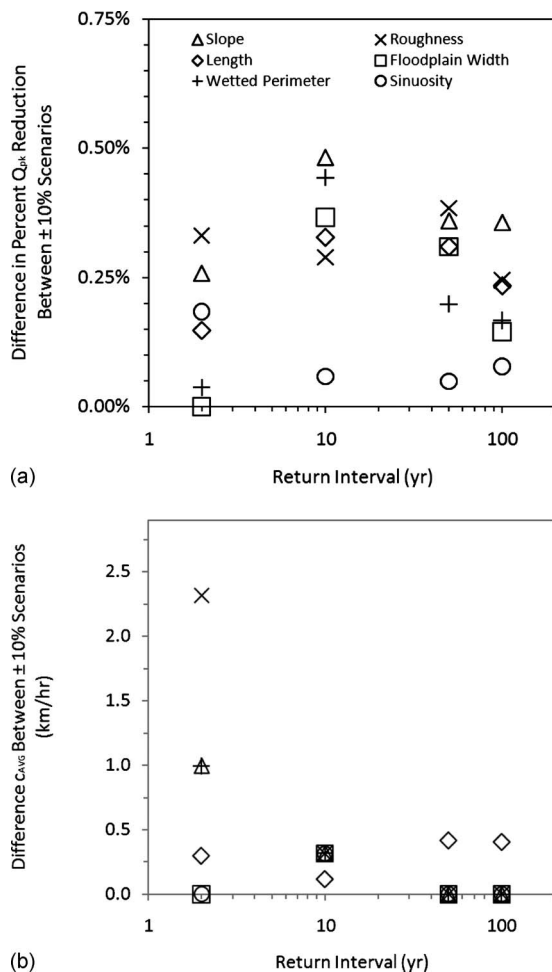 0.75%
Slope
Roughness
Length
Floodplain Width
Wetted Perimeter
Sinuosity
0.50%
0.25%
0.00%
Difference in Percent Qpk Reduction
Between ±10% Scenarios
1
10
100
Return Interval (yr)
(a)
2.5
2.0
1.5
1.0
0.5
0.0
Difference cAVG Between ± 10% Scenarios
(km/hr)
1
10
100
Return Interval (yr)
(b)